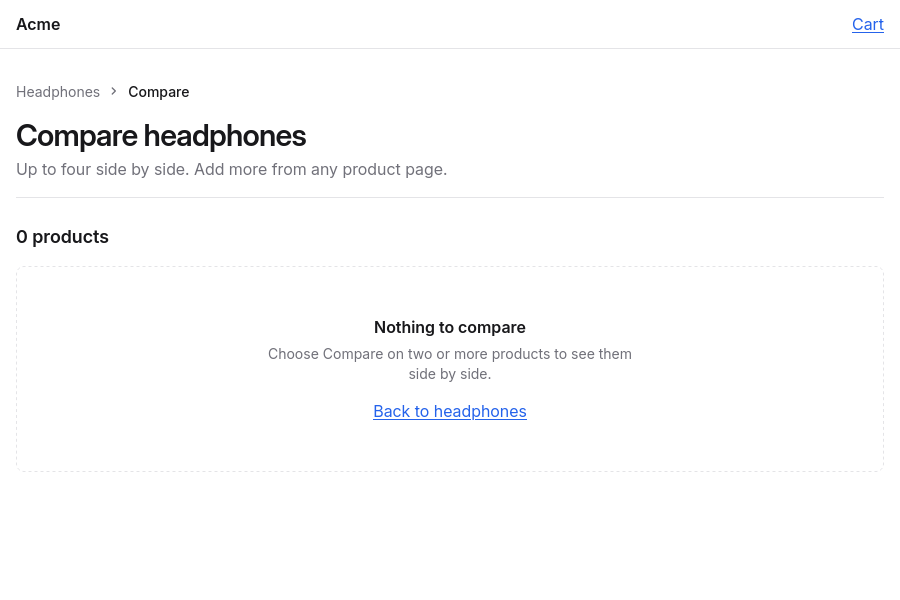 Acme
Cart
Headphones > Compare
Compare headphones
Up to four side by side. Add more from any product page.
0 products
Nothing to compare
Choose Compare on two or more products to see them
side by side.
Back to headphones